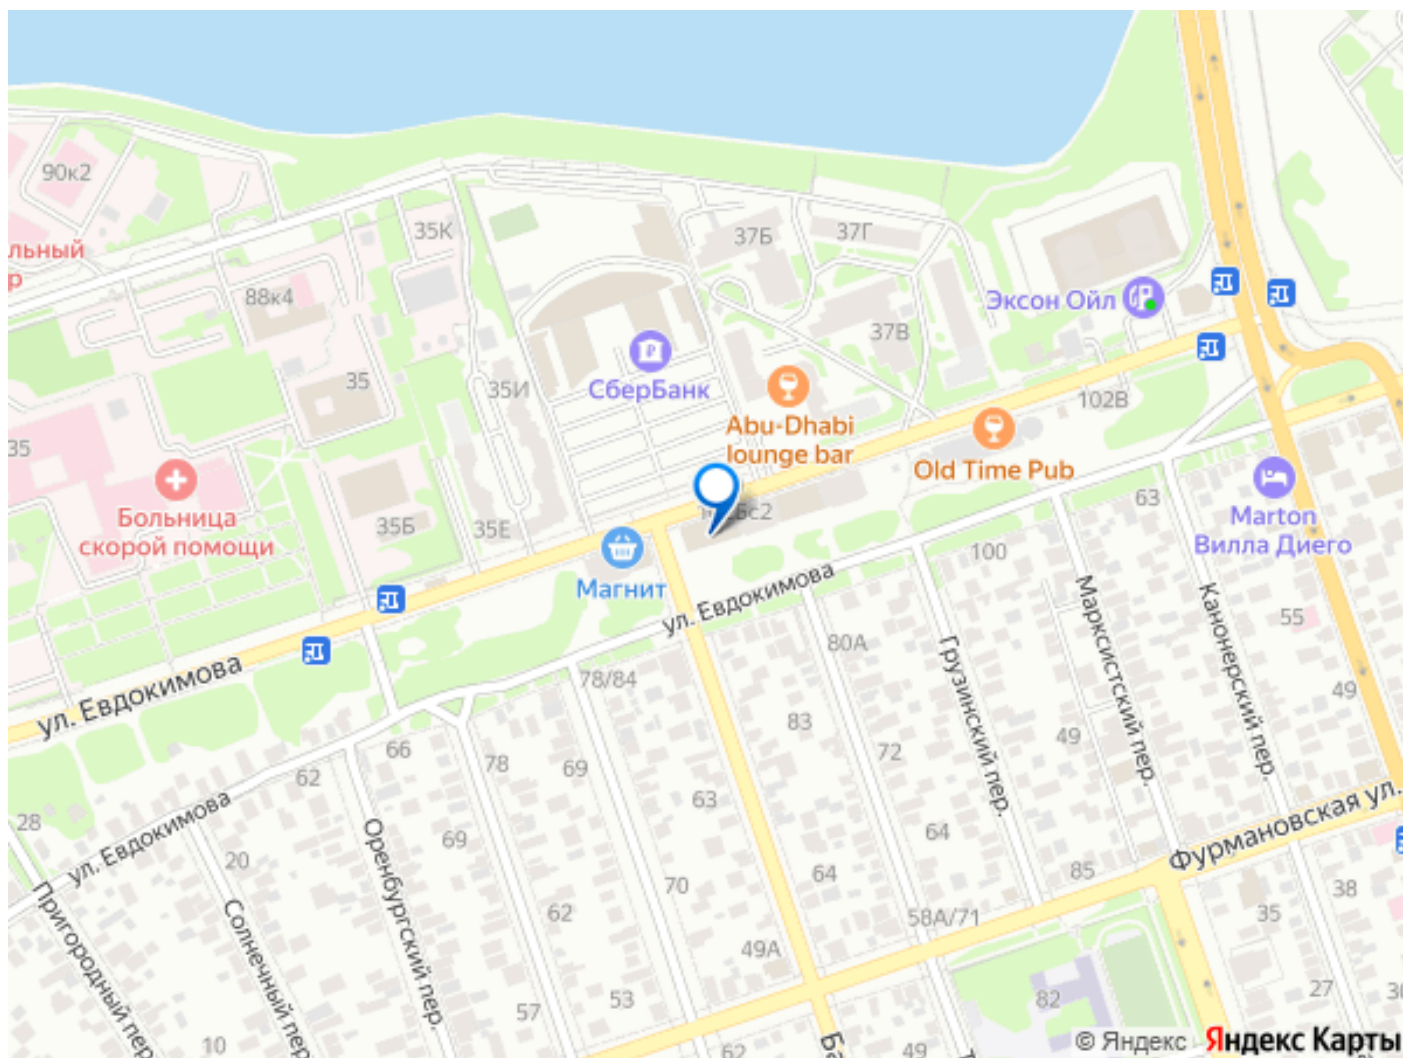 90к2
льный
р
35К
88к4
37Б
37Г
Эксон Ойл
37В
35
35И
СберБанк
102В
Abu-Dhabi
lounge bar
Old Time Pub
35
Больница
скорой помощи
35Б
35Е
63
Marton
Вилла Диего
Магнит
100
ул. Евдокимова
ул. Евдокимова
ул. Евдокимова
78/84
80А
Грузинский пер.
Марксистский пер.
Канонерский пер.
55
49
66
62
78
69
83
72
49
63
28
20
69
64
64
Фурмановская ул.
Пригородный пер.
Солнечный пер.
Оренбургский пер.
70
62
85
58А/71
38
35
49А
57
53
82
27
10
62
Ба
49
© Яндекс
Яндекс Карты